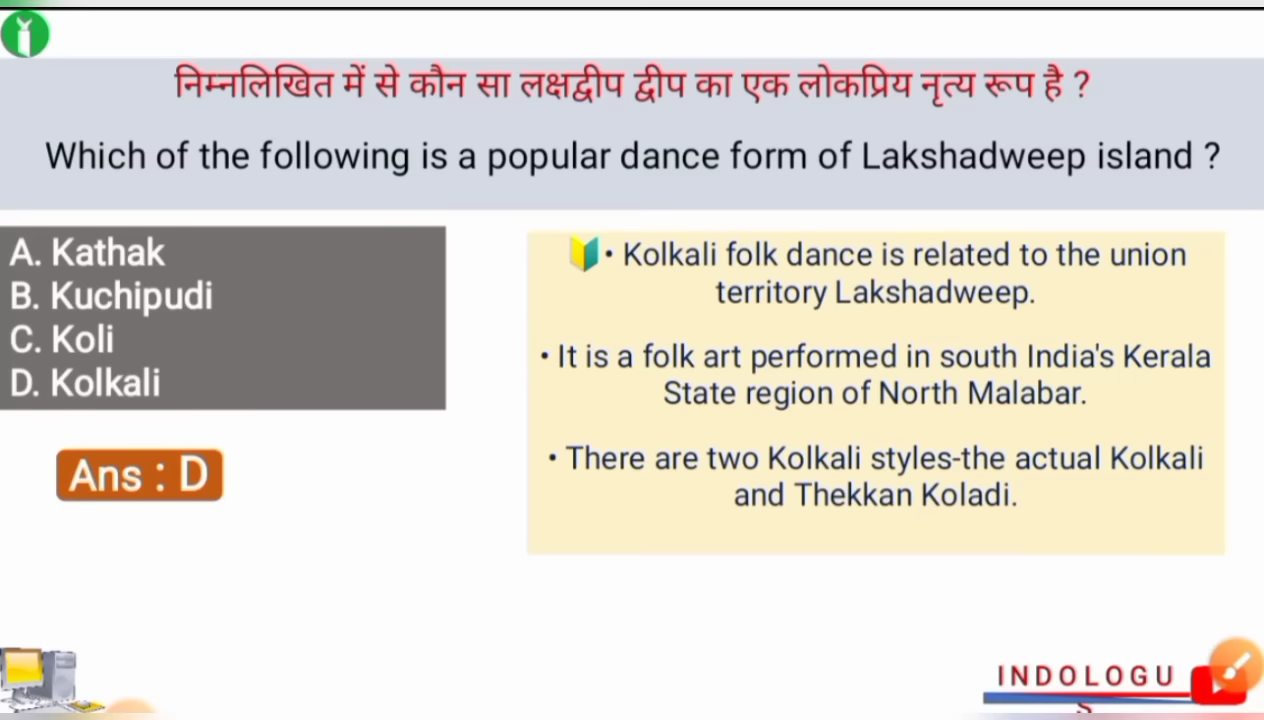 निम्नलिखित में से कौन सा लक्षद्वीप द्वीप का एक लोकप्रिय नृत्य रूप है ?
Which of the following is a popular dance form of Lakshadweep island ?
A. Kathak
B. Kuchipudi
C. Koli
D. Kolkali
Ans : D
• Kolkali folk dance is related to the union
territory Lakshadweep.
• It is a folk art performed in south India's Kerala
State region of North Malabar.
• There are two Kolkali styles-the actual Kolkali
and Thekkan Koladi.
INDOLOGU
S